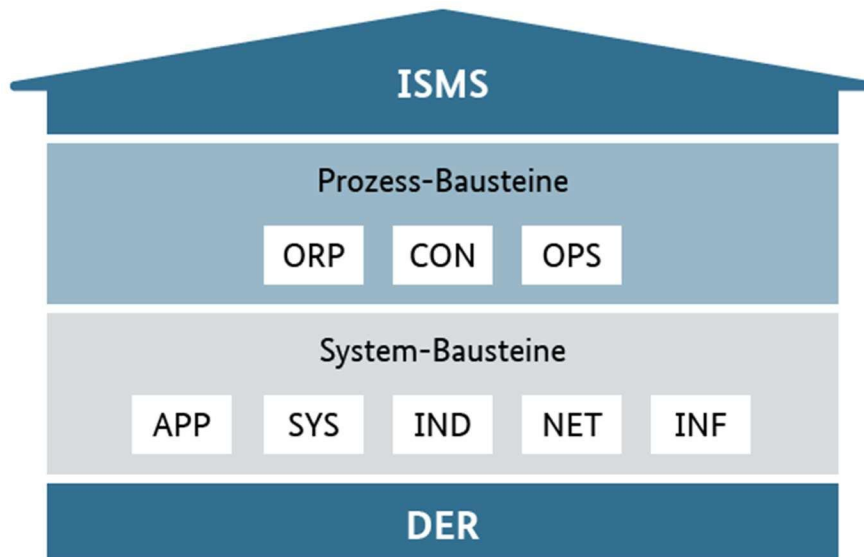 ISMS
Prozess-Bausteine
ORP CON OPS
System-Bausteine
APP SYS IND NET INF
DER